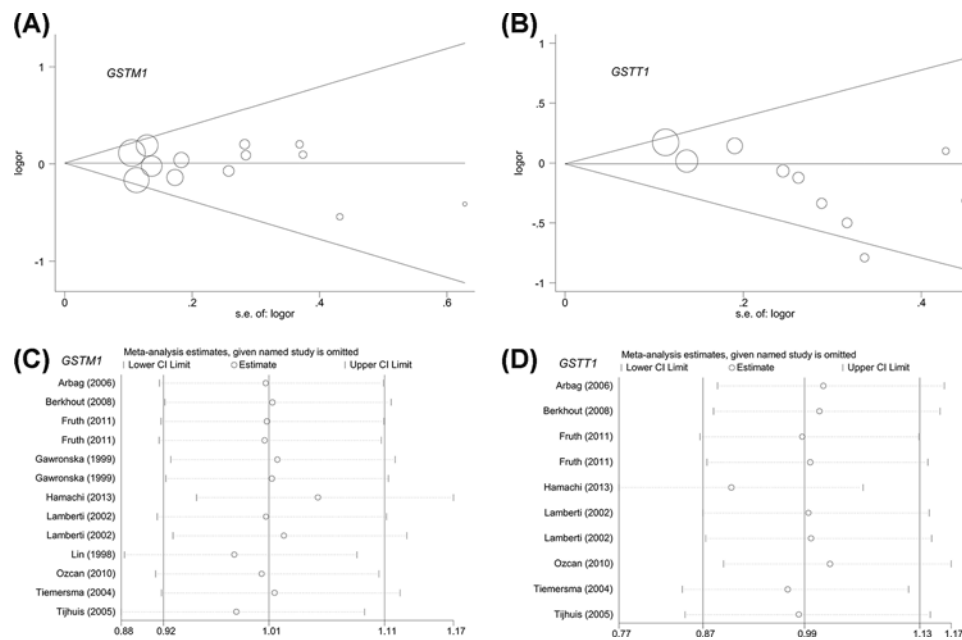 (A)
GSTM1
logor
1
0
-1
0
.2
.4
.6
s.e. of: logor
(B)
GSTT1
logor
1
.5
0
-.5
-1
0
.2
.4
s.e. of: logor
(C)
GSTM1
Meta-analysis estimates, given named study is omitted
Lower CI Limit Estimate Upper CI Limit
Arbag (2006)
Berkhout (2008)
Fruth (2011)
Fruth (2011)
Gawronska (1999)
Gawronska (1999)
Hamachi (2013)
Lamberti (2002)
Lamberti (2002)
Lin (1998)
Ozcan (2010)
Tiemersma (2004)
Tijhuis (2005)
0.88 0.92 1.01 1.11 1.17
(D)
GSTT1
Meta-analysis estimates, given named study is omitted
Lower CI Limit Estimate Upper CI Limit
Arbag (2006)
Berkhout (2008)
Fruth (2011)
Fruth (2011)
Hamachi (2013)
Lamberti (2002)
Lamberti (2002)
Ozcan (2010)
Tiemersma (2004)
Tijhuis (2005)
0.77 0.87 0.99 1.13 1.17